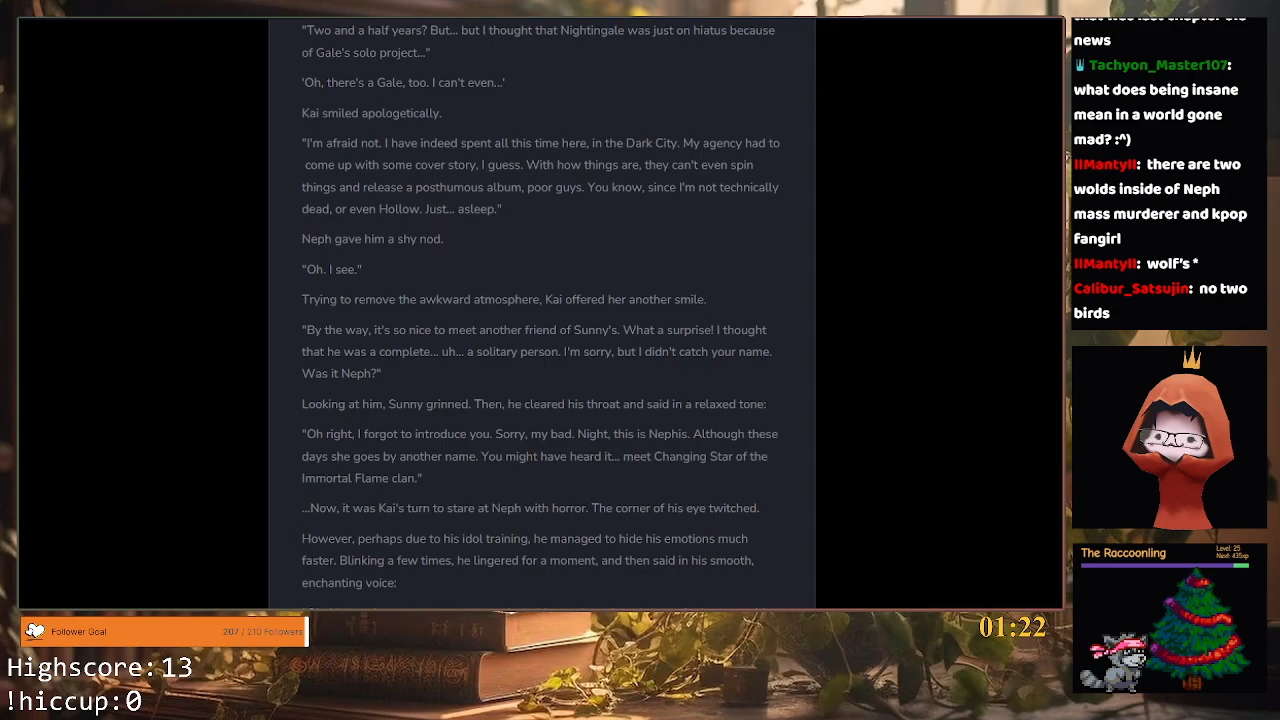 "Two and a half years? But... but I thought that Nightingale was just on hiatus because
of Gale's solo project..."
'Oh, there's a Gale, too. I can't even...'
Kai smiled apologetically.
"I'm afraid not. I have indeed spent all this time here, in the Dark City. My agency had to
come up with some cover story, I guess. With how things are, they can't even spin
things and release a posthumous album, poor guys. You know, since I'm not technically
dead, or even Hollow. Just... asleep."
Neph gave him a shy nod.
"Oh. I see."
Trying to remove the awkward atmosphere, Kai offered her another smile.
"By the way, it's so nice to meet another friend of Sunny's. What a surprise! I thought
that he was a complete... uh... a solitary person. I'm sorry, but I didn't catch your name.
Was it Neph?"
Looking at him, Sunny grinned. Then, he cleared his throat and said in a relaxed tone:
"Oh right, I forgot to introduce you. Sorry, my bad. Night, this is Nephis. Although these
days she goes by another name. You might have heard it... meet Changing Star of the
Immortal Flame clan."
...Now, it was Kai's turn to stare at Neph with horror. The corner of his eye twitched.
However, perhaps due to his idol training, he managed to hide his emotions much
faster. Blinking a few times, he lingered for a moment, and then said in his smooth,
enchanting voice:
news
Tachyon_Master107:
what does being insane
mean in a world gone
mad? :^)
IIMantyII: there are two
wolds inside of Neph
mass murderer and kpop
fangirl
IIMantyII: wolf's *
Calibur_Satsujin: no two
birds
The Raccoonling
Level: 25
Next: 435xp
Follower Goal
207 / 210 Followers
01:22
Highscore:13
!hiccup:0